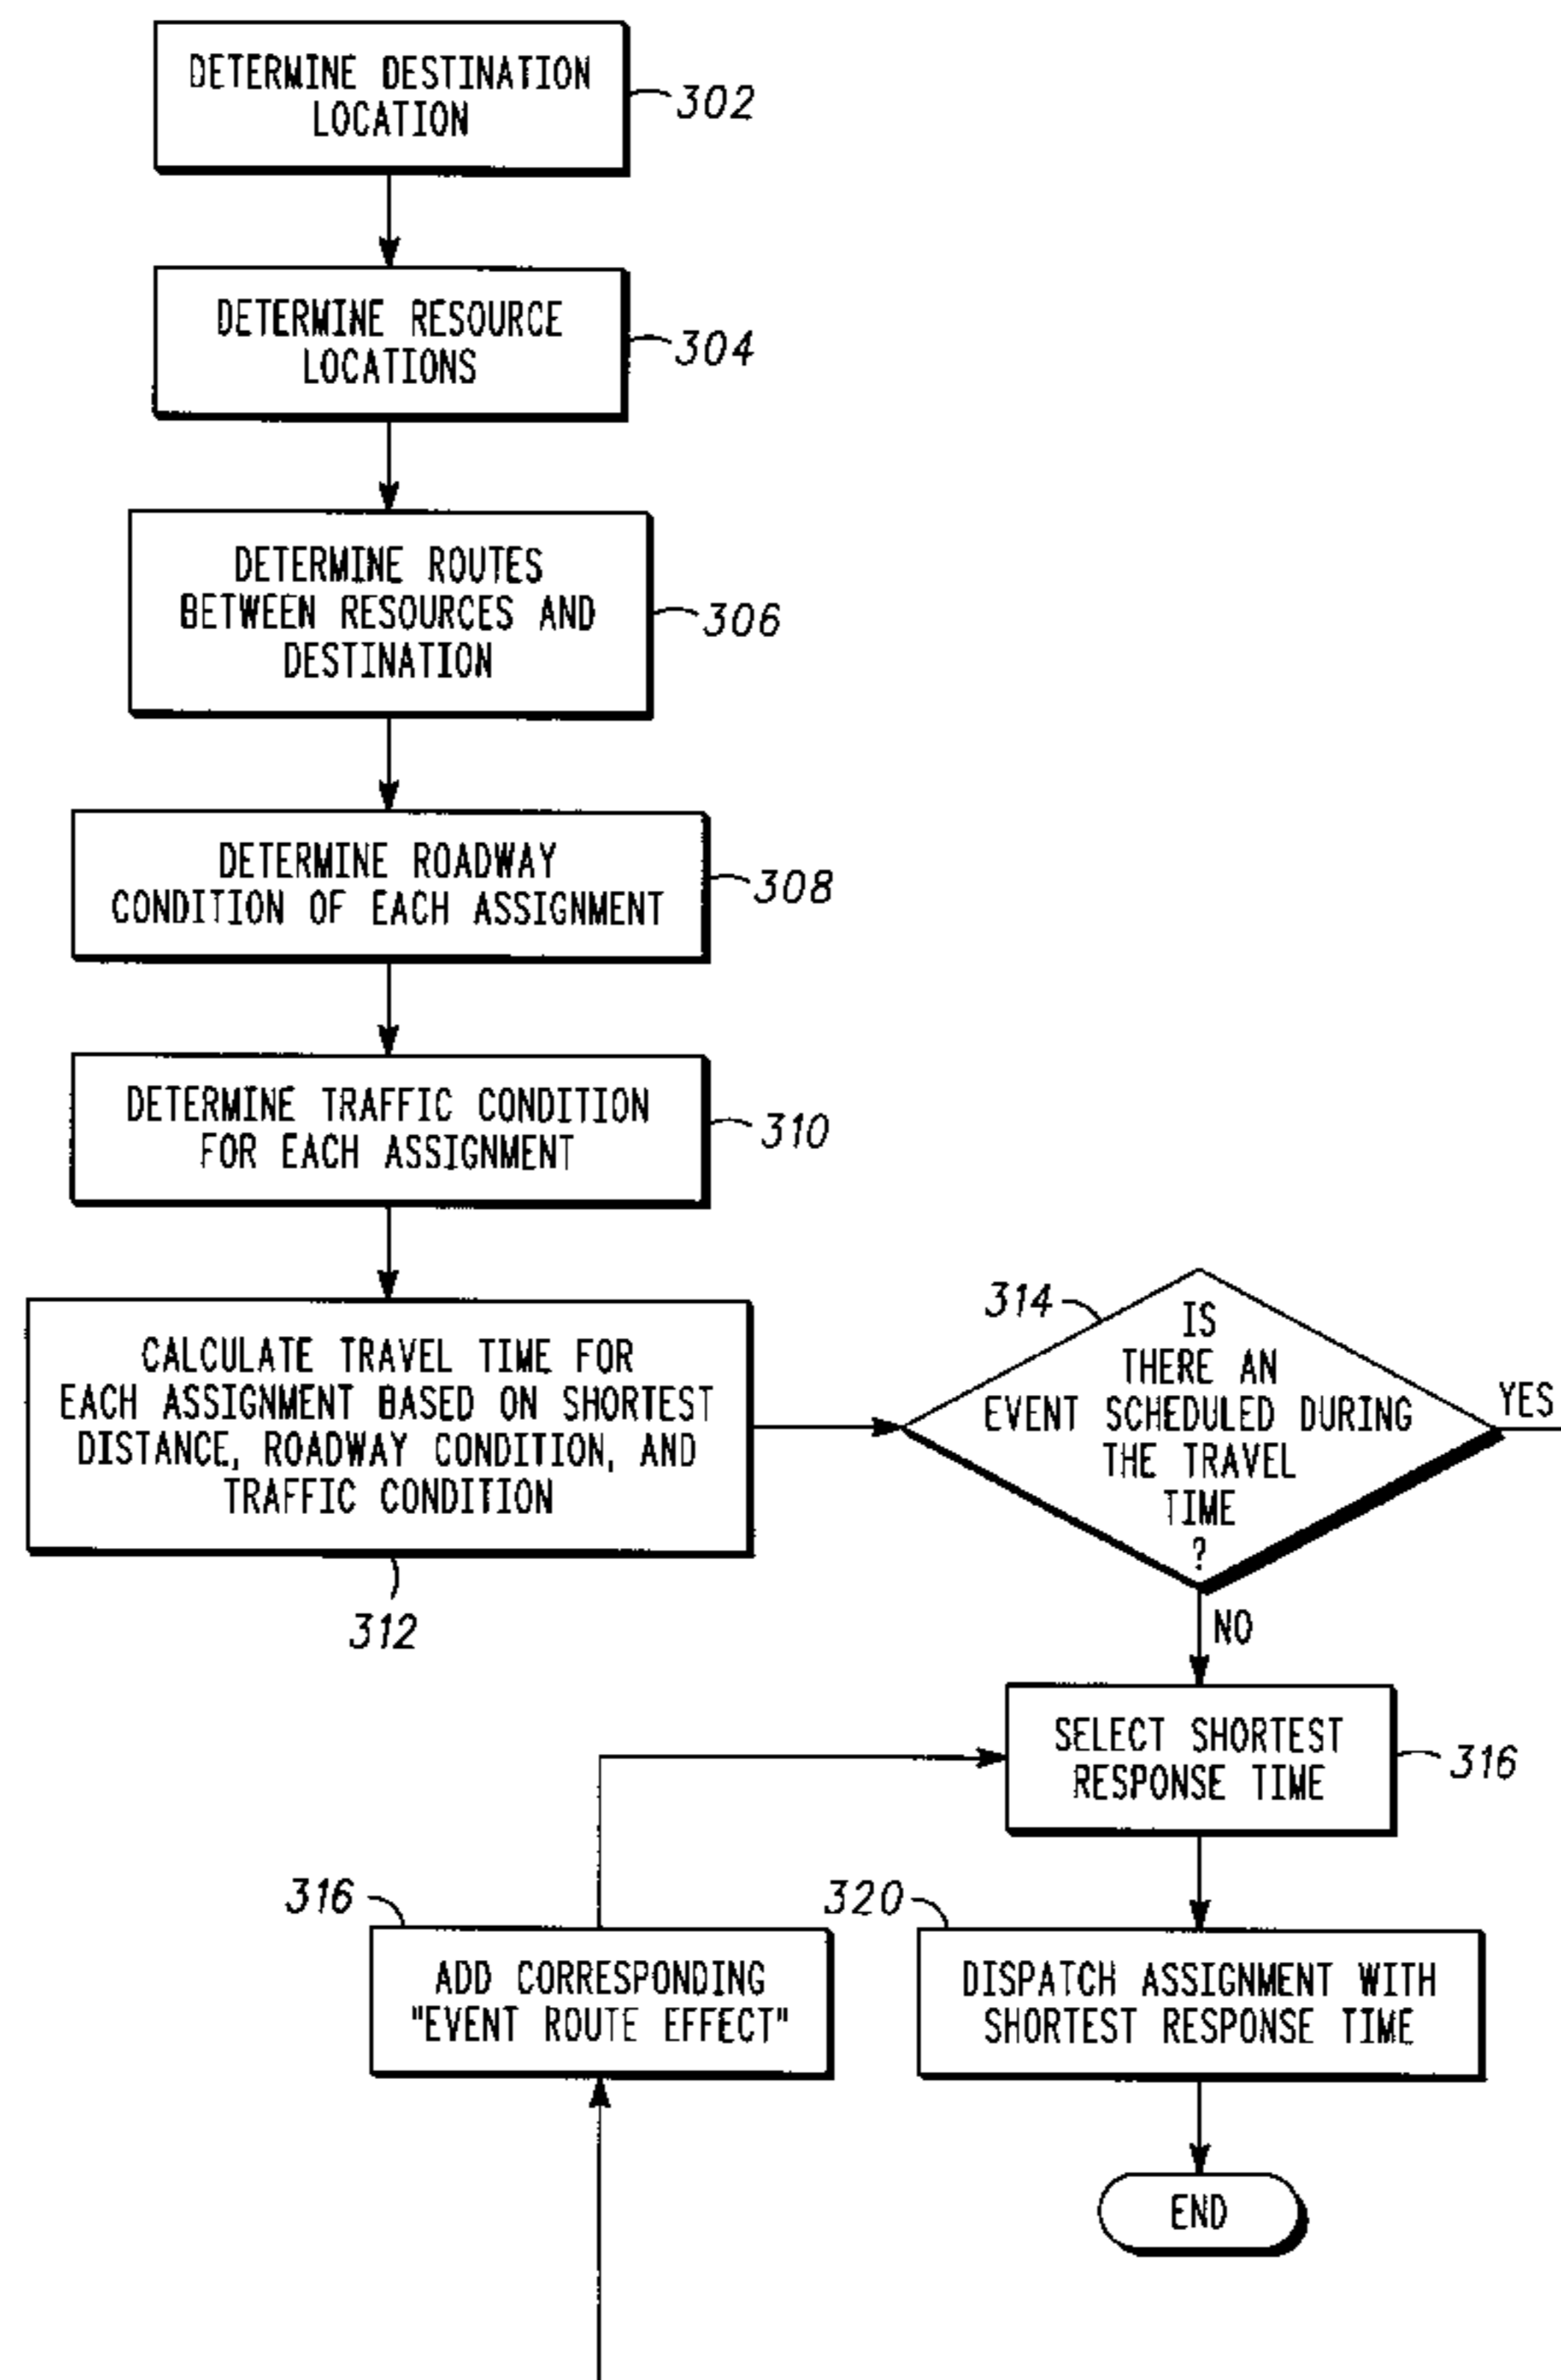 DETERMINE DESTINATION
LOCATION
302
DETERMINE RESOURCE
LOCATIONS
304
DETERMINE ROUTES
BETWEEN RESOURCES AND
DESTINATION
306
DETERMINE ROADWAY
CONDITION OF EACH ASSIGNMENT
308
DETERMINE TRAFFIC CONDITION
FOR EACH ASSIGNMENT
310
CALCULATE TRAVEL TIME FOR
EACH ASSIGNMENT BASED ON SHORTEST
DISTANCE, ROADWAY CONDITION, AND
TRAFFIC CONDITION
312
314
IS
THERE AN
EVENT SCHEDULED DURING
THE TRAVEL
TIME
?
YES
NO
SELECT SHORTEST
RESPONSE TIME
316
316
ADD CORRESPONDING
"EVENT ROUTE EFFECT"
320
DISPATCH ASSIGNMENT WITH
SHORTEST RESPONSE TIME
END